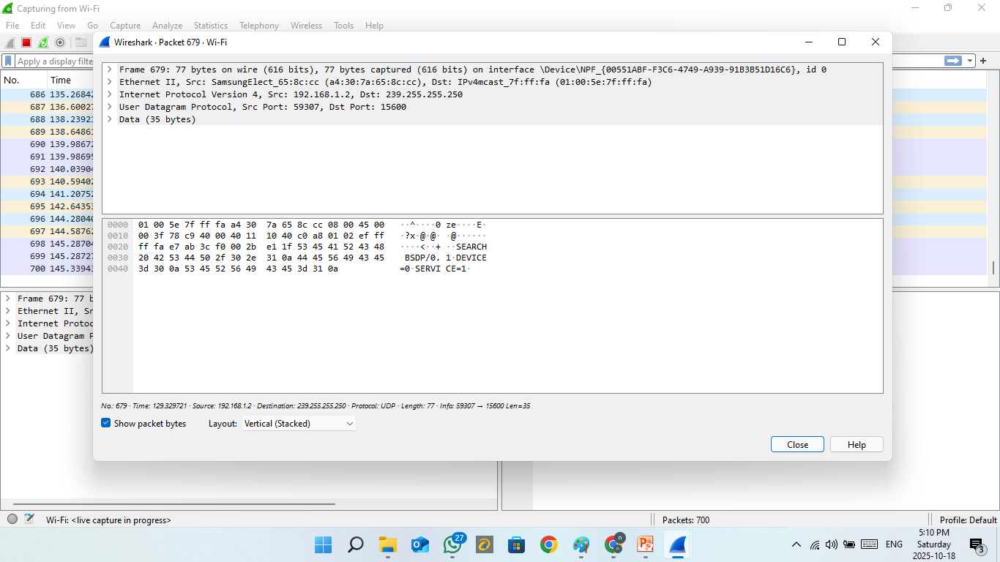 Capturing from Wi-Fi
File Edit View Go Capture Analyze Statistics Telephony Wireless Tools Help
Wireshark · Packet 679 · Wi-Fi
Apply a display filte
No. Time
686 135.26842
687 136.60027
688 138.23921
689 138.64861
690 139.98672
691 139.98695
692 140.03904
693 140.59402
694 141.20752
695 142.64353
696 144.28040
697 144.58762
698 145.28704
699 145.28727
700 145.33943
Frame 679: 77 bytes on wire (616 bits), 77 bytes captured (616 bits) on interface \Device\NPF_{00551ABF-F3C6-4749-A939-91B3B51D16C6}, id 0
Ethernet II, Src: SamsungElect_65:8c:cc (a4:30:7a:65:8c:cc), Dst: IPv4mcast_7f:ff:fa (01:00:5e:7f:ff:fa)
Internet Protocol Version 4, Src: 192.168.1.2, Dst: 239.255.255.250
User Datagram Protocol, Src Port: 59307, Dst Port: 15600
Data (35 bytes)
0000 01 00 5e 7f ff fa a4 30 7a 65 8c cc 08 00 45 00 ··^····0 ze····E·
0010 00 3f 78 c9 40 00 40 11 10 40 c0 a8 01 02 ef ff ·?x·@·@· ·@······
0020 ff fa e7 ab 3c f0 00 2b e1 1f 53 45 41 52 43 48 ····<··+ ··SEARCH
0030 20 42 53 44 50 2f 30 2e 31 0a 44 45 56 49 43 45 BSDP/0. 1·DEVICE
0040 3d 30 0a 53 45 52 56 49 43 45 3d 31 0a =0·SERVI CE=1·
Frame 679: 77 b
Ethernet II, Sr
Internet Protoc
User Datagram P
Data (35 bytes)
No.: 679 · Time: 129.329721 · Source: 192.168.1.2 · Destination: 239.255.255.250 · Protocol: UDP · Length: 77 · Info: 59307 → 15600 Len=35
Show packet bytes Layout: Vertical (Stacked)
Close Help
Wi-Fi: <live capture in progress> Packets: 700 Profile: Default
27
n
ENG
5:10 PM
Saturday
2025-10-18
3